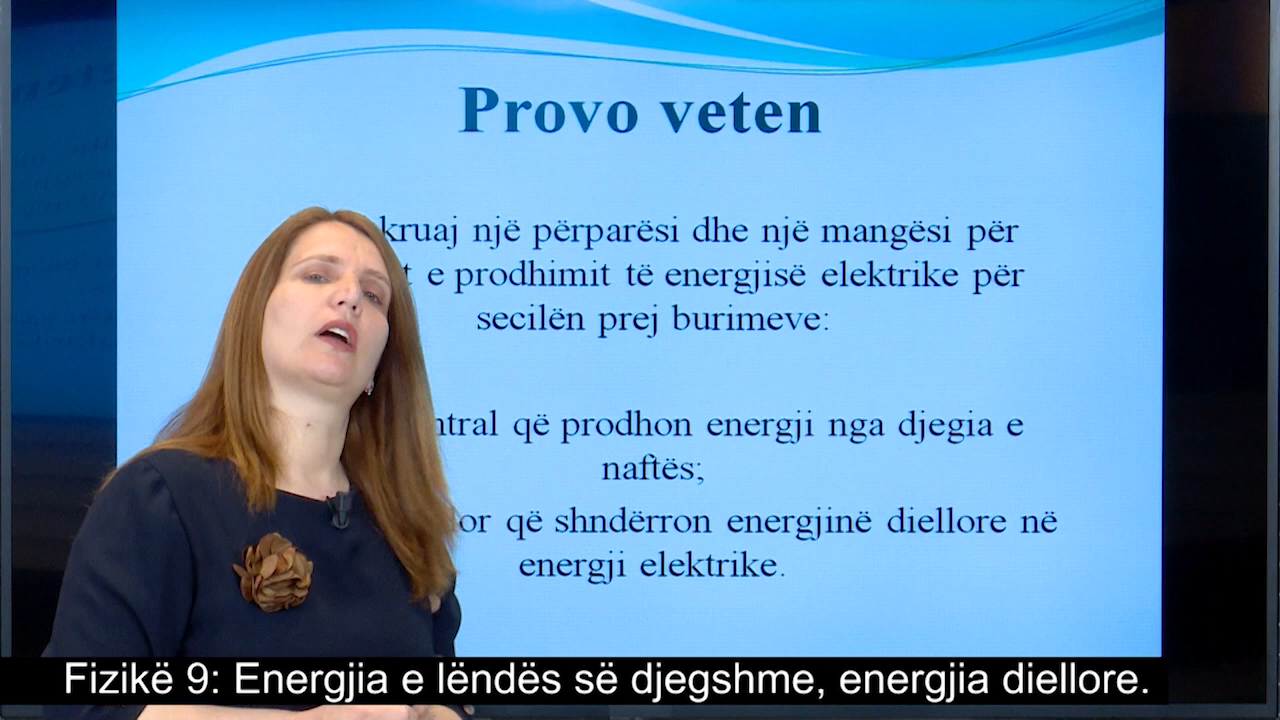 Provo veten
kruaj një përparësi dhe një mangësi për
e prodhimit të energjisë elektrike për
secilën prej burimeve:
ntral që prodhon energji nga djegia e
naftës;
or që shndërron energjinë diellore në
energji elektrike.
Fizikë 9: Energjia e lëndës së djegshme, energjia diellore.